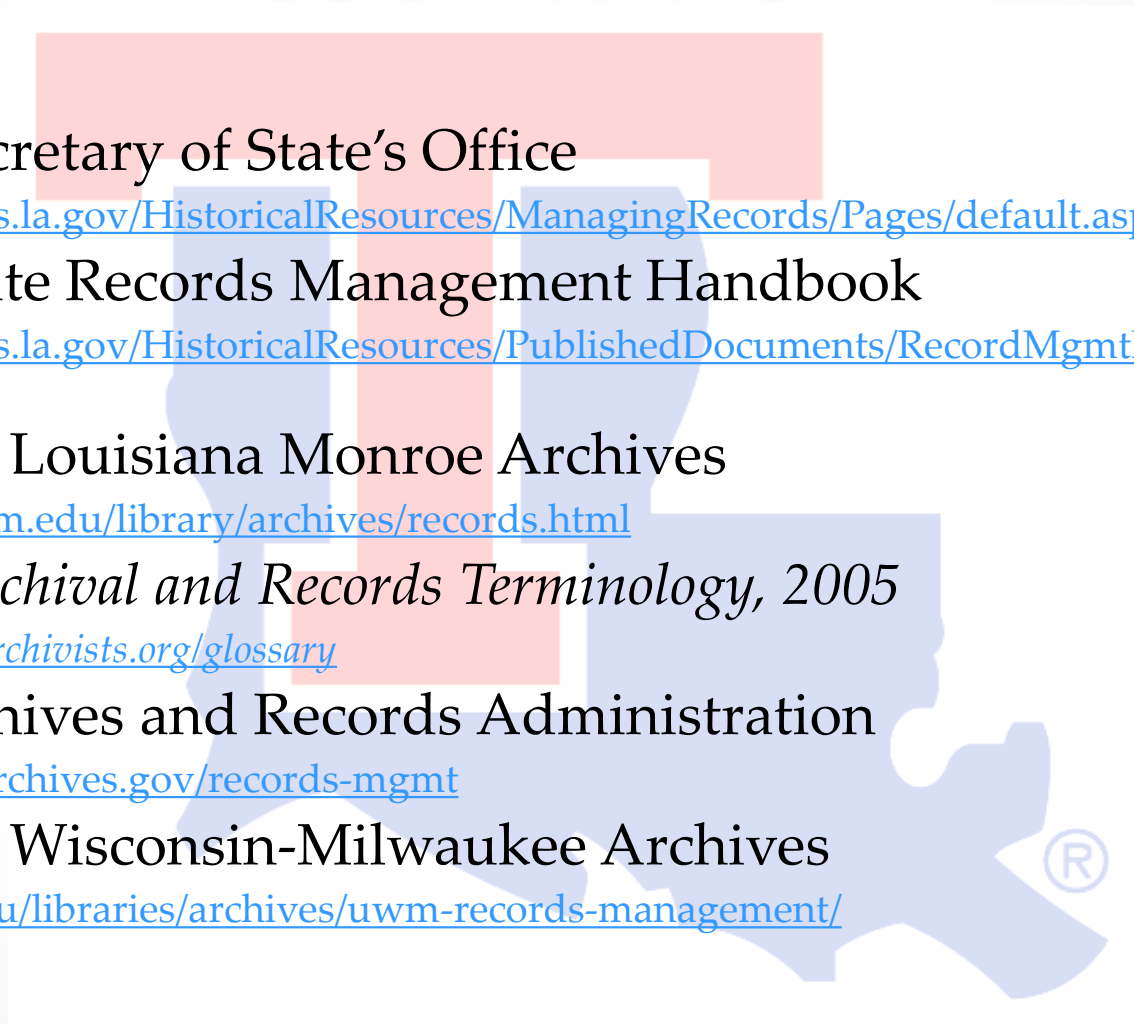 cretary of State’s Office
s.la.gov/HistoricalResources/ManagingRecords/Pages/default.asp
te Records Management Handbook
s.la.gov/HistoricalResources/PublishedDocuments/RecordMgmt
Louisiana Monroe Archives
m.edu/library/archives/records.html
chival and Records Terminology, 2005
rchivists.org/glossary
hives and Records Administration
rchives.gov/records-mgmt
Wisconsin-Milwaukee Archives
u/libraries/archives/uwm-records-management/
®